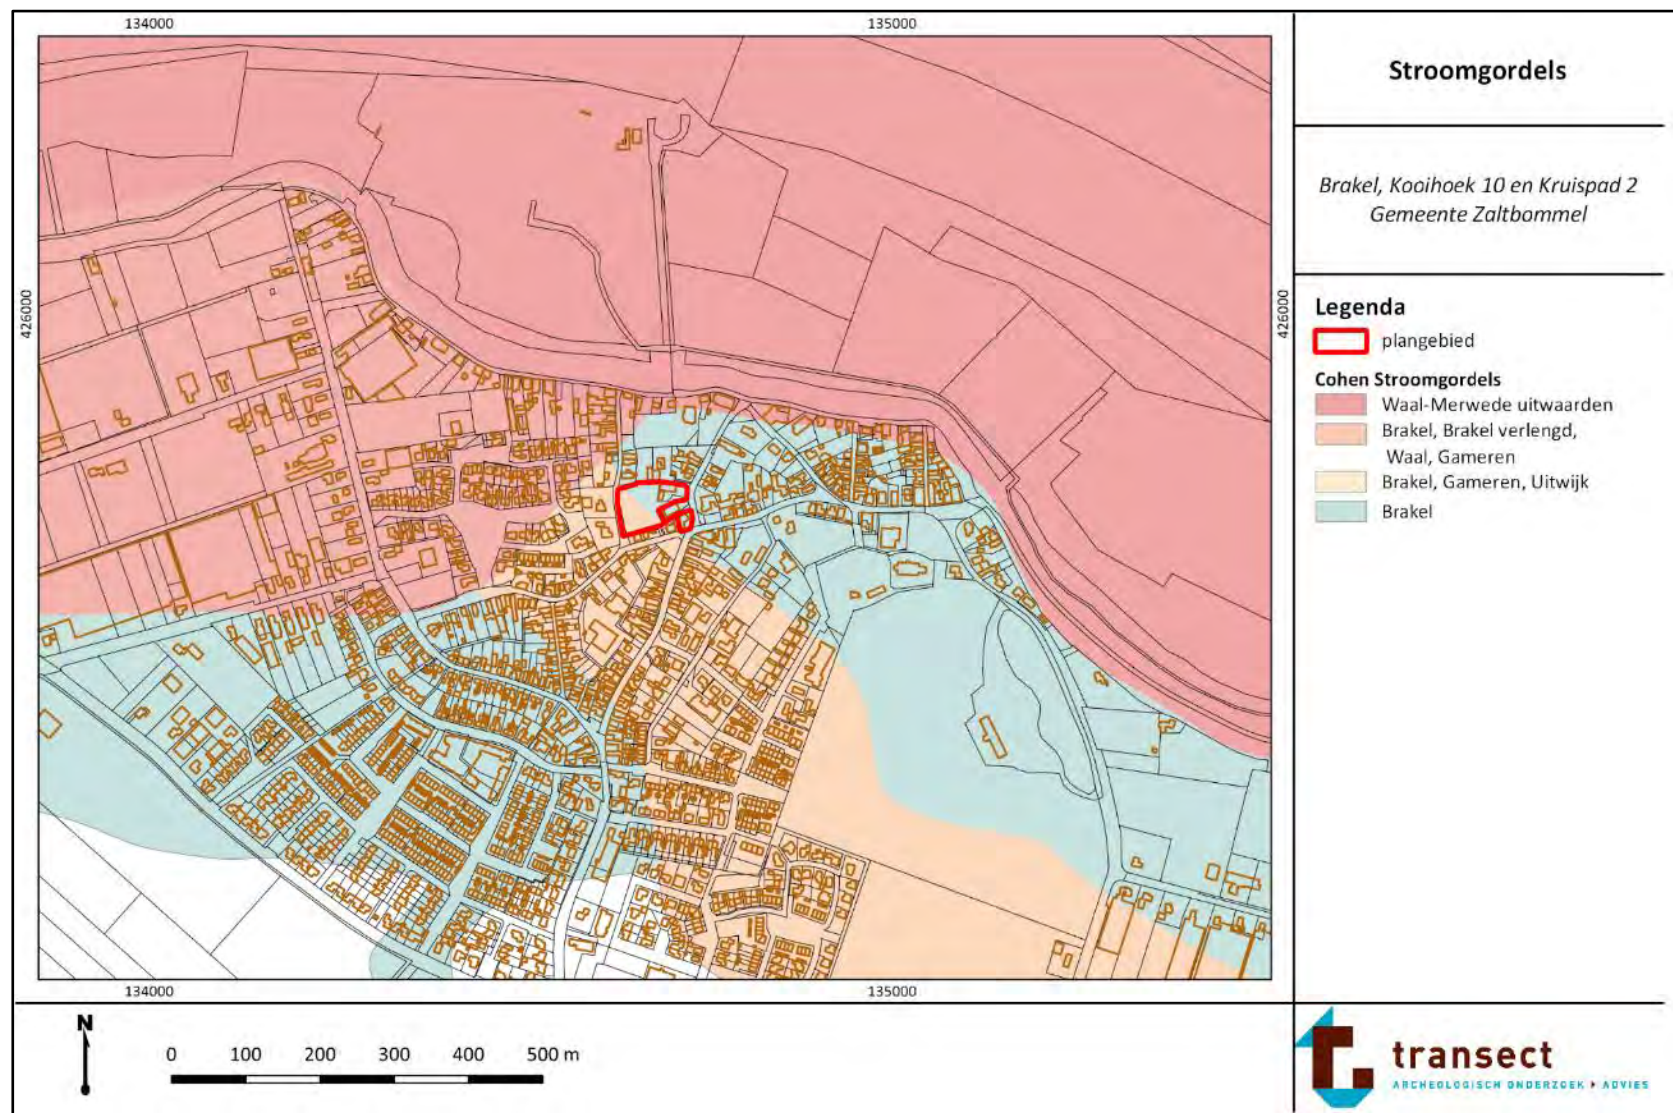 134000
135000
426000
426000
134000
135000
N
0 100 200 300 400 500 m
Stroomgordels
Brakel, Kooihoek 10 en Kruispad 2
Gemeente Zaltbommel
Legenda
plangebied
Cohen Stroomgordels
Waal-Merwede uitwaarden
Brakel, Brakel verlengd,
Waal, Gameren
Brakel, Gameren, Uitwijk
Brakel
transect
ARCHEOLOGISCH ONDERZOEK ▸ ADVIES